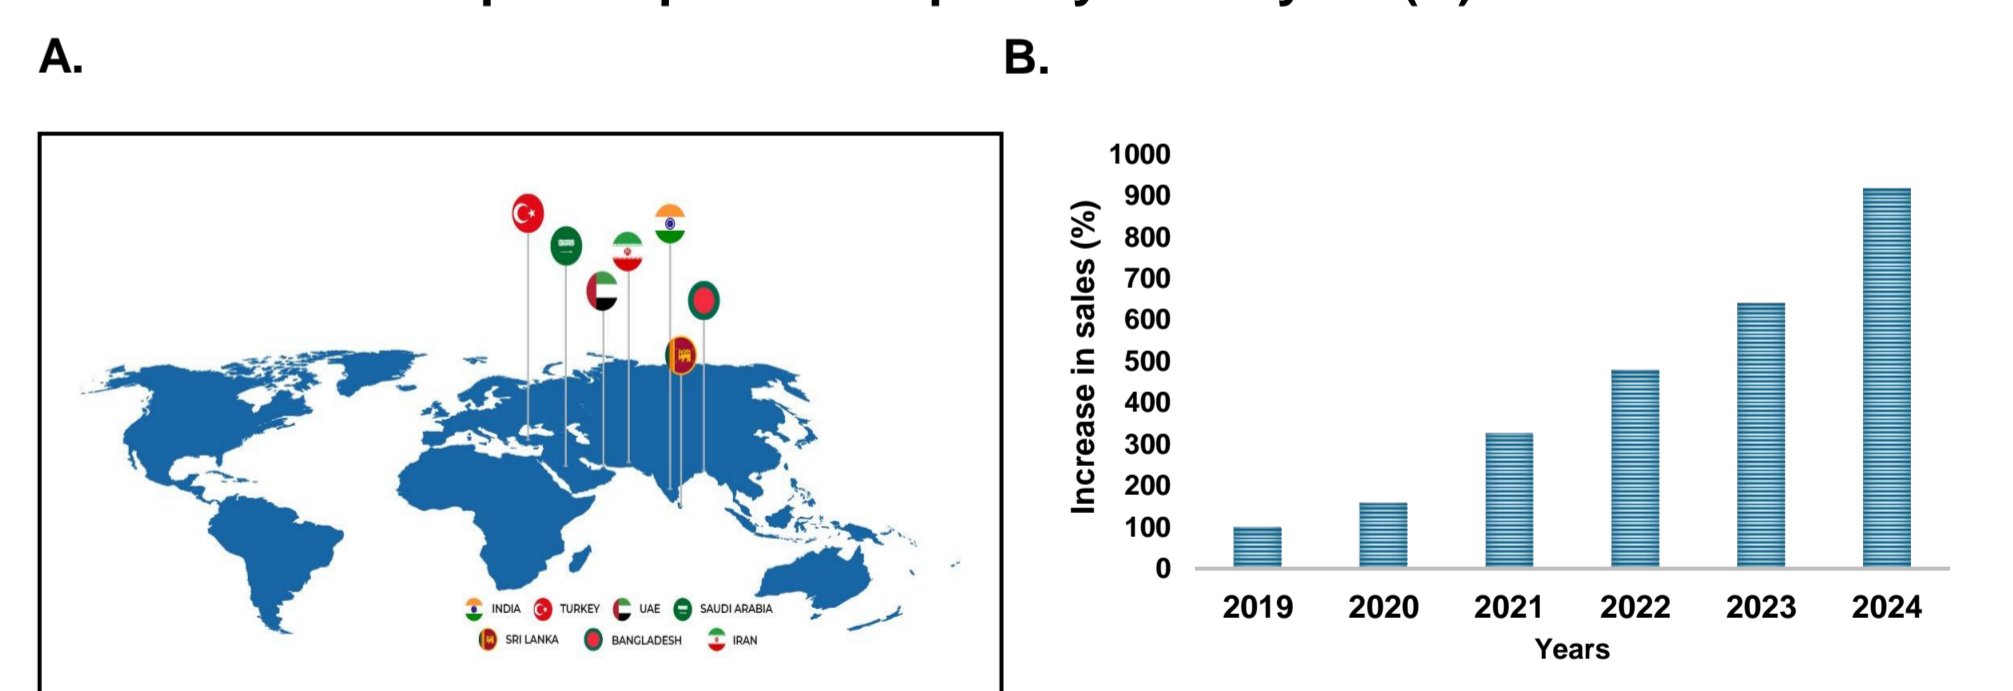 A.
B.
INDIA TURKEY UAE SAUDI ARABIA
SRI LANKA BANGLADESH IRAN
Increase in sales (%)
1000
900
800
700
600
500
400
300
200
100
0
2019 2020 2021 2022 2023 2024
Years